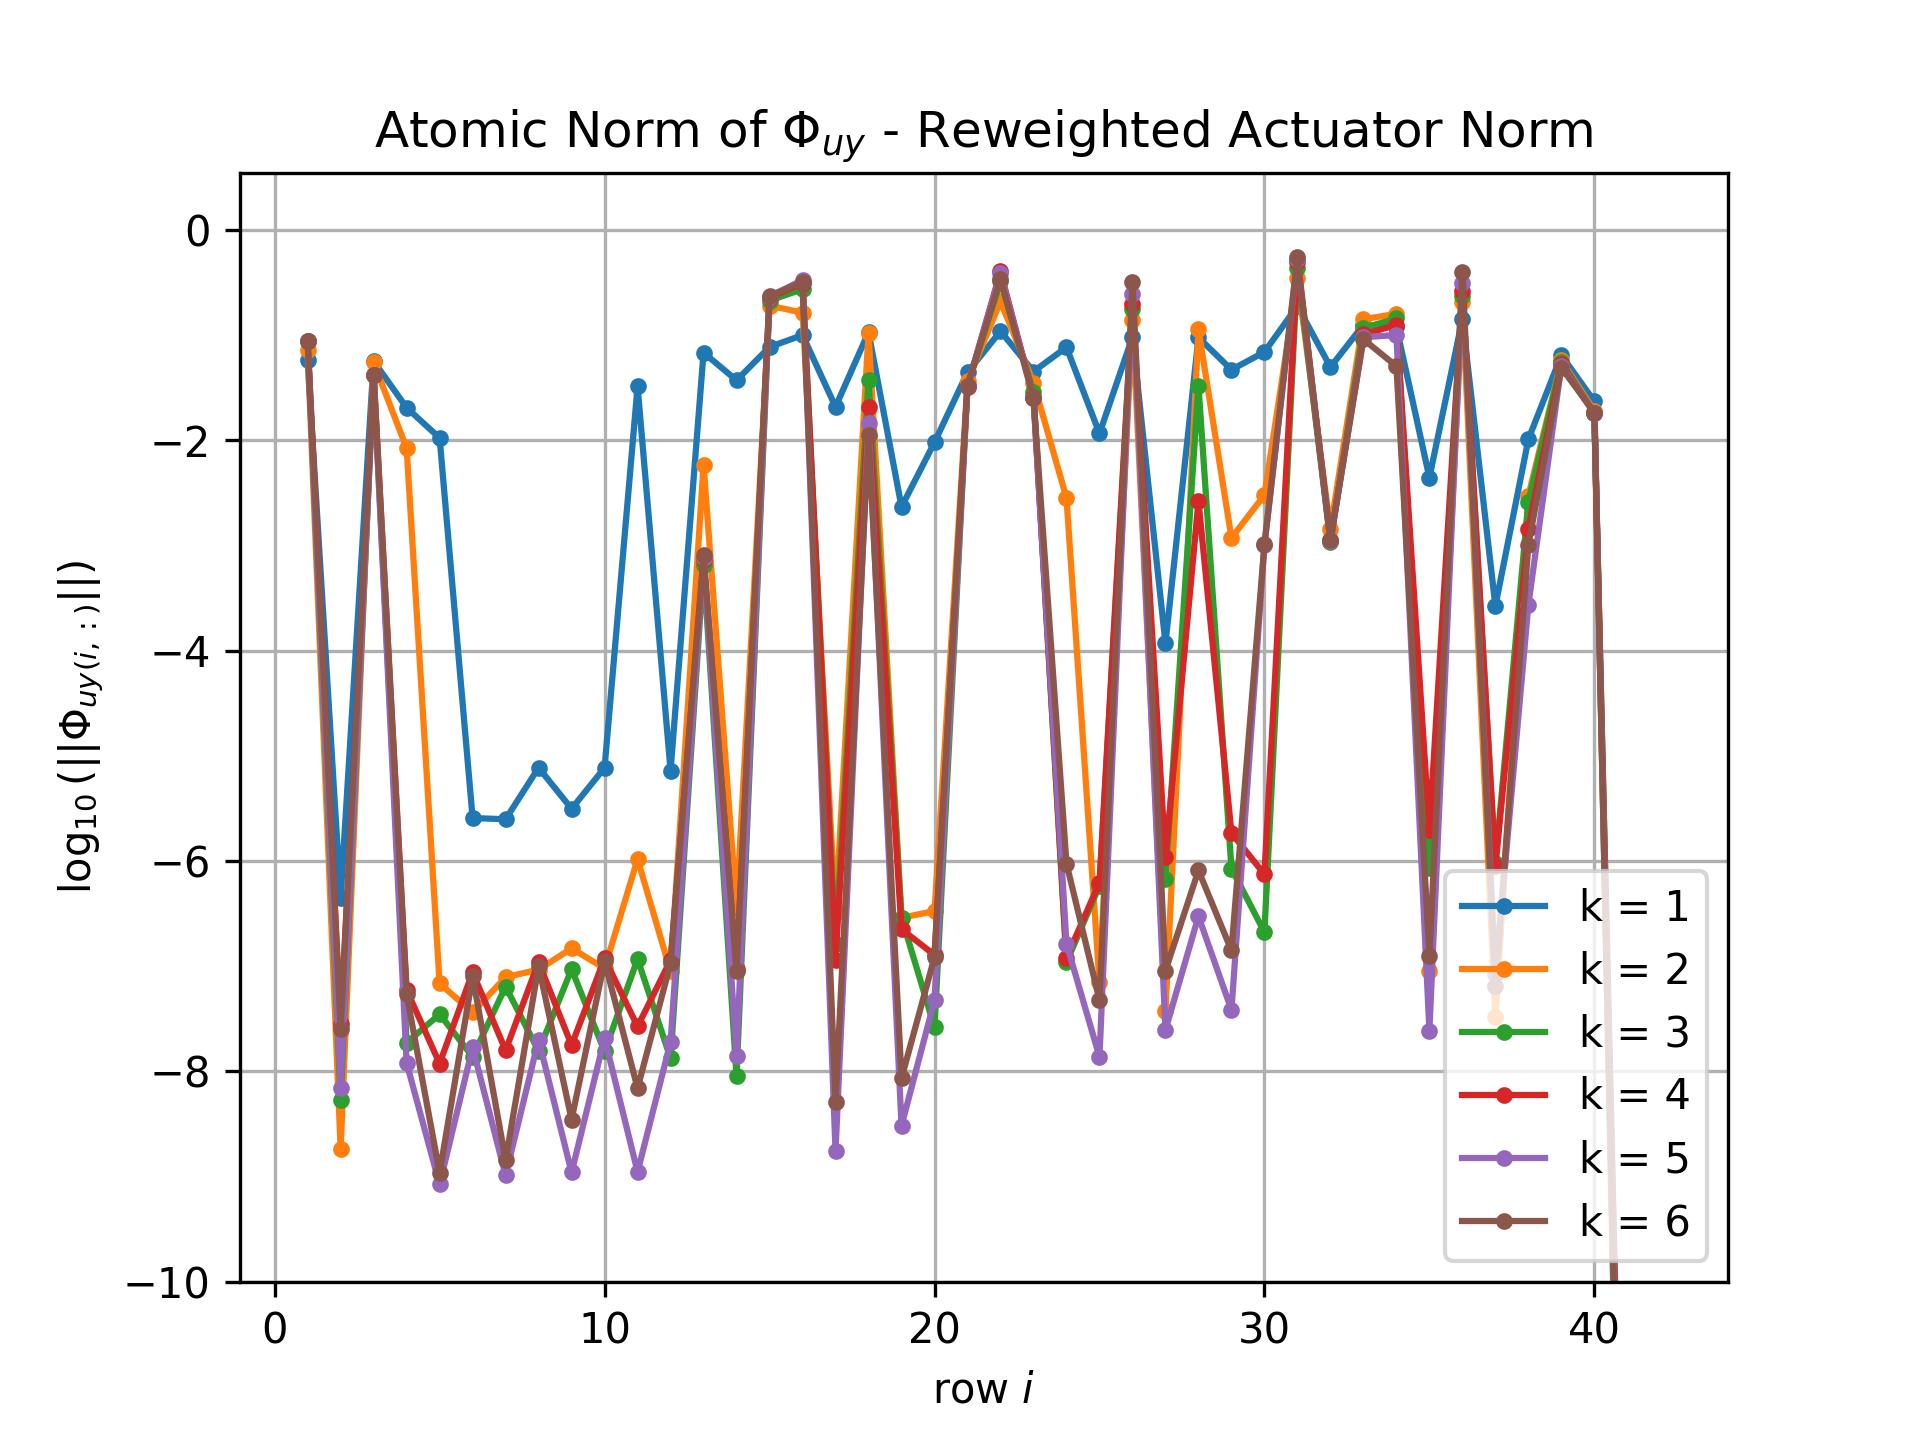 Atomic Norm of Φuy - Reweighted Actuator Norm
log10 (||Φuy(i, :)||)
0
−2
−4
−6
−8
−10
k = 1
k = 2
k = 3
k = 4
k = 5
k = 6
0 10 20 30 40
row i